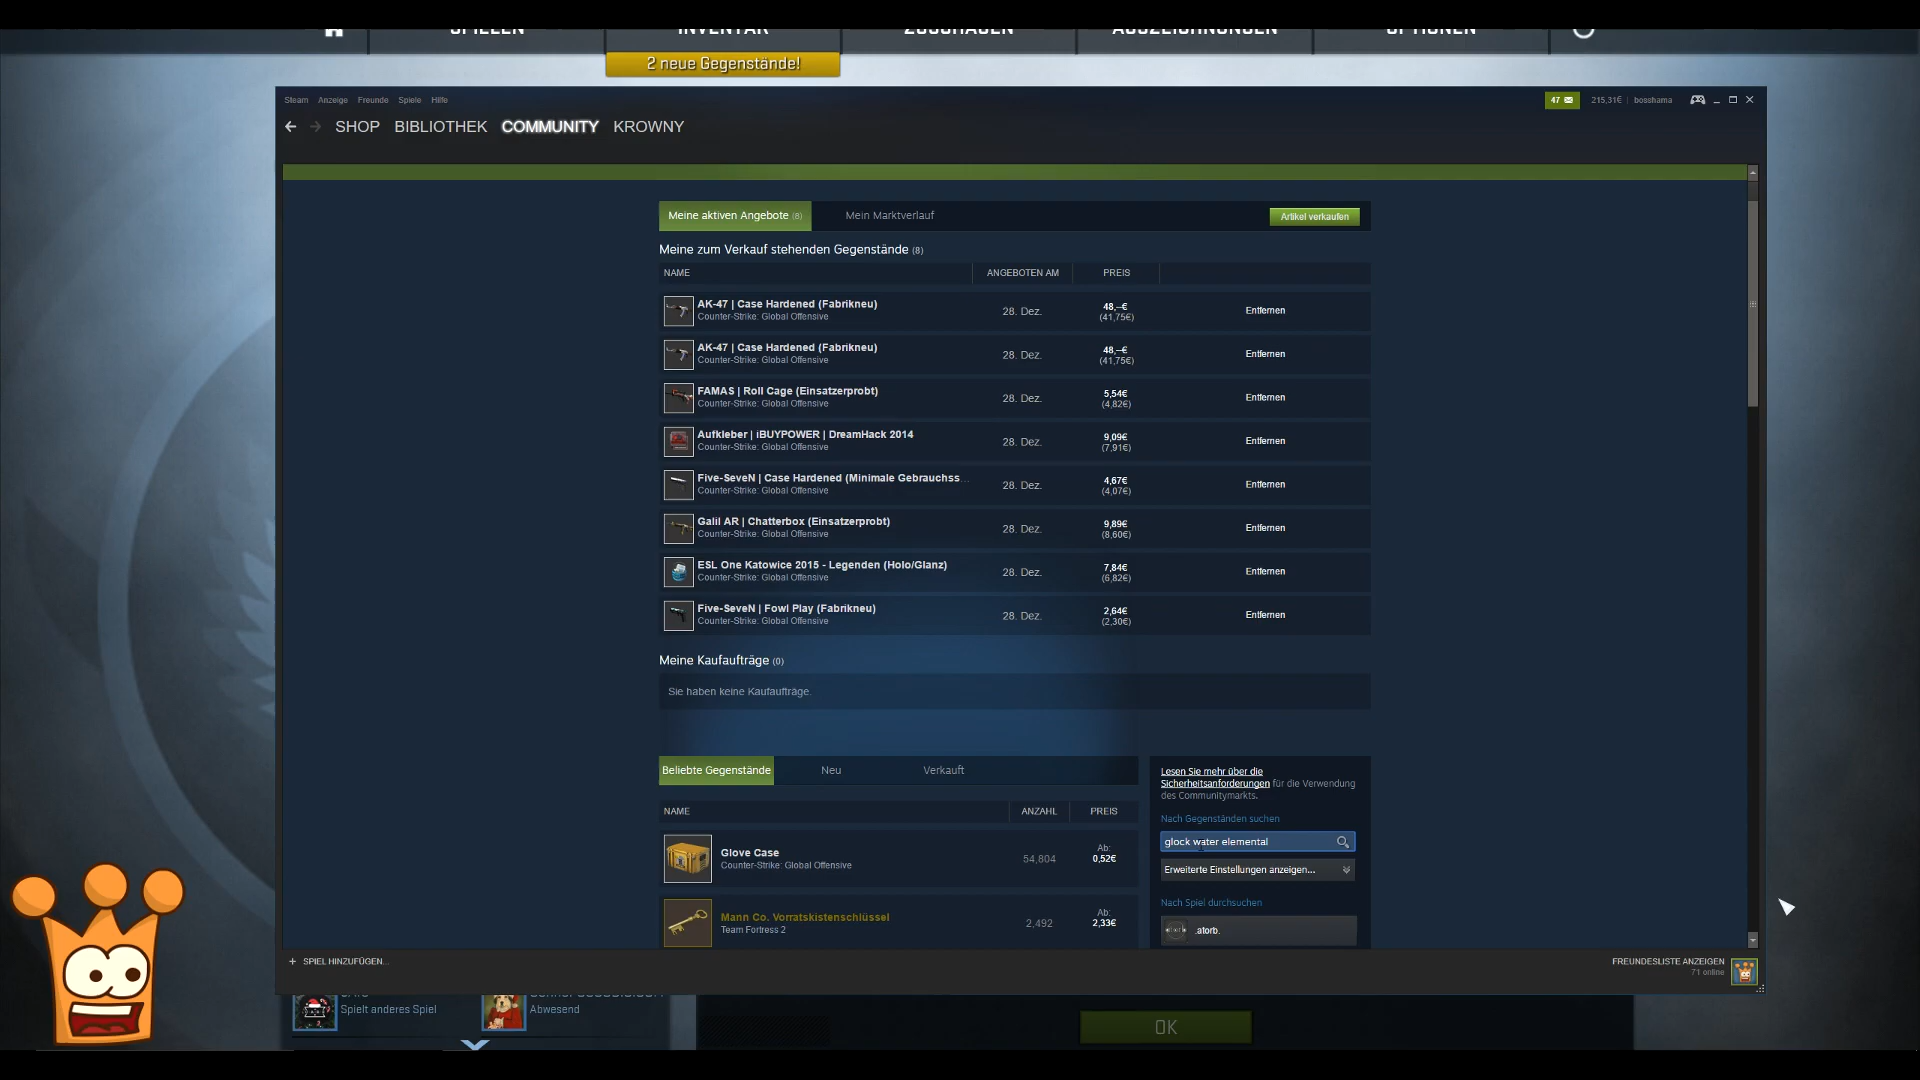 SPIELEN INVENTAR ZUSCHAUEN AUSZEICHNUNGEN OPTIONEN
2 neue Gegenstände!
Steam Anzeige Freunde Spiele Hilfe
47 215,31€ bosshama
SHOP BIBLIOTHEK COMMUNITY KROWNY
Meine aktiven Angebote (8) Mein Marktverlauf Artikel verkaufen
Meine zum Verkauf stehenden Gegenstände (8)
NAME ANGEBOTEN AM PREIS
AK-47 | Case Hardened (Fabrikneu)
Counter-Strike: Global Offensive
28. Dez.
48,--€
(41,75€)
Entfernen
AK-47 | Case Hardened (Fabrikneu)
Counter-Strike: Global Offensive
28. Dez.
48,--€
(41,75€)
Entfernen
FAMAS | Roll Cage (Einsatzerprobt)
Counter-Strike: Global Offensive
28. Dez.
5,54€
(4,82€)
Entfernen
Aufkleber | iBUYPOWER | DreamHack 2014
Counter-Strike: Global Offensive
28. Dez.
9,09€
(7,91€)
Entfernen
Five-SeveN | Case Hardened (Minimale Gebrauchss...
Counter-Strike: Global Offensive
28. Dez.
4,67€
(4,07€)
Entfernen
Galil AR | Chatterbox (Einsatzerprobt)
Counter-Strike: Global Offensive
28. Dez.
9,89€
(8,60€)
Entfernen
ESL One Katowice 2015 - Legenden (Holo/Glanz)
Counter-Strike: Global Offensive
28. Dez.
7,84€
(6,82€)
Entfernen
Five-SeveN | Fowl Play (Fabrikneu)
Counter-Strike: Global Offensive
28. Dez.
2,64€
(2,30€)
Entfernen
Meine Kaufaufträge (0)
Sie haben keine Kaufaufträge.
Beliebte Gegenstände Neu Verkauft
NAME ANZAHL PREIS
Glove Case
Counter-Strike: Global Offensive
54,804
Ab:
0,52€
Mann Co. Vorratskistenschlüssel
Team Fortress 2
2,492
Ab:
2,33€
Lesen Sie mehr über die
Sicherheitsanforderungen für die Verwendung
des Communitymarkts.
Nach Gegenständen suchen
glock water elemental
Erweiterte Einstellungen anzeigen...
Nach Spiel durchsuchen
.atorb.
+ SPIEL HINZUFÜGEN...
FREUNDESLISTE ANZEIGEN
71 online
Spielt anderes Spiel
Abwesend
OK